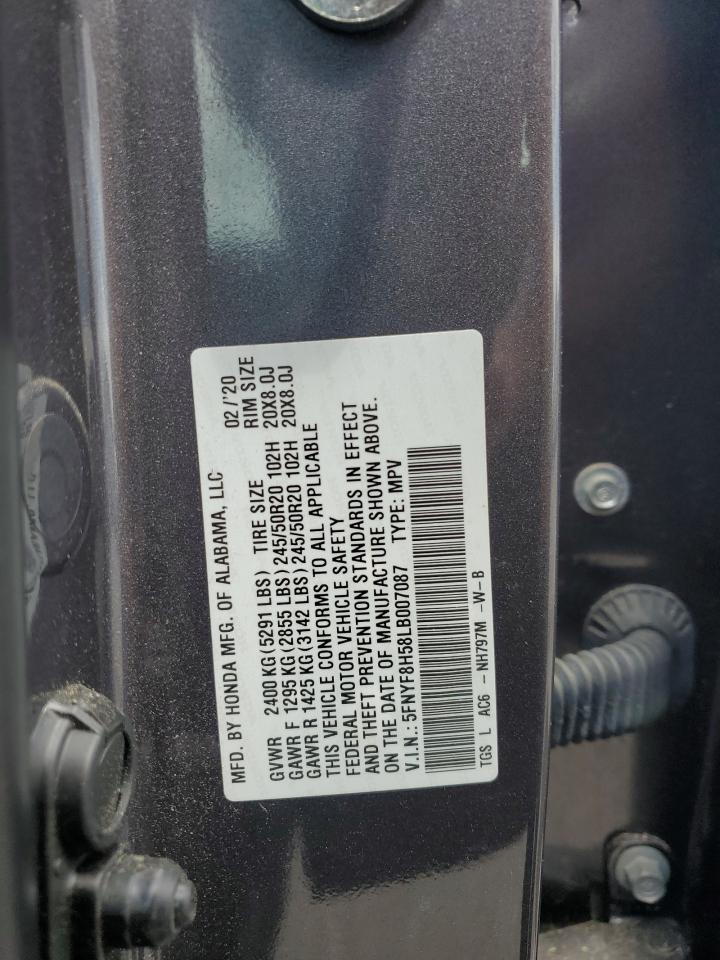 MFD. BY HONDA MFG. OF ALABAMA, LLC 02/'20
GVWR 2400 KG(5291 LBS) TIRE SIZE RIM SIZE
GAWR F 1295 KG(2855 LBS)245/50R20 102H 20X8.0J
GAWR R 1425 KG(3142 LBS)245/50R20 102H 20X8.0J
THIS VEHICLE CONFORMS TO ALL APPLICABLE
FEDERAL MOTOR VEHICLE SAFETY
AND THEFT PREVENTION STANDARDS IN EFFECT
ON THE DATE OF MANUFACTURE SHOWN ABOVE.
V.I.N.: 5FNYF8H58LB007087 TYPE: MPV
TGS L AC6 - NH797M -W-B